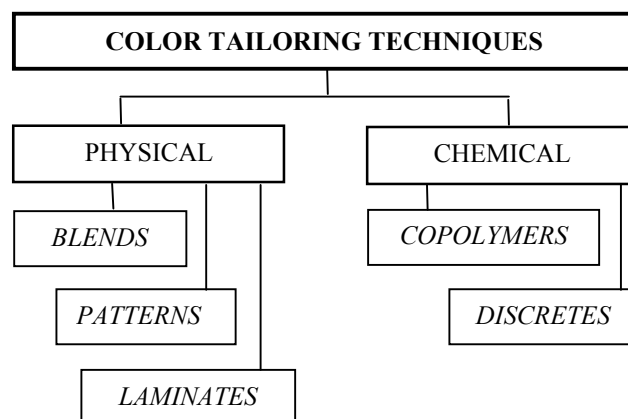 COLOR TAILORING TECHNIQUES
PHYSICAL
CHEMICAL
BLENDS
COPOLYMERS
PATTERNS
DISCRETES
LAMINATES